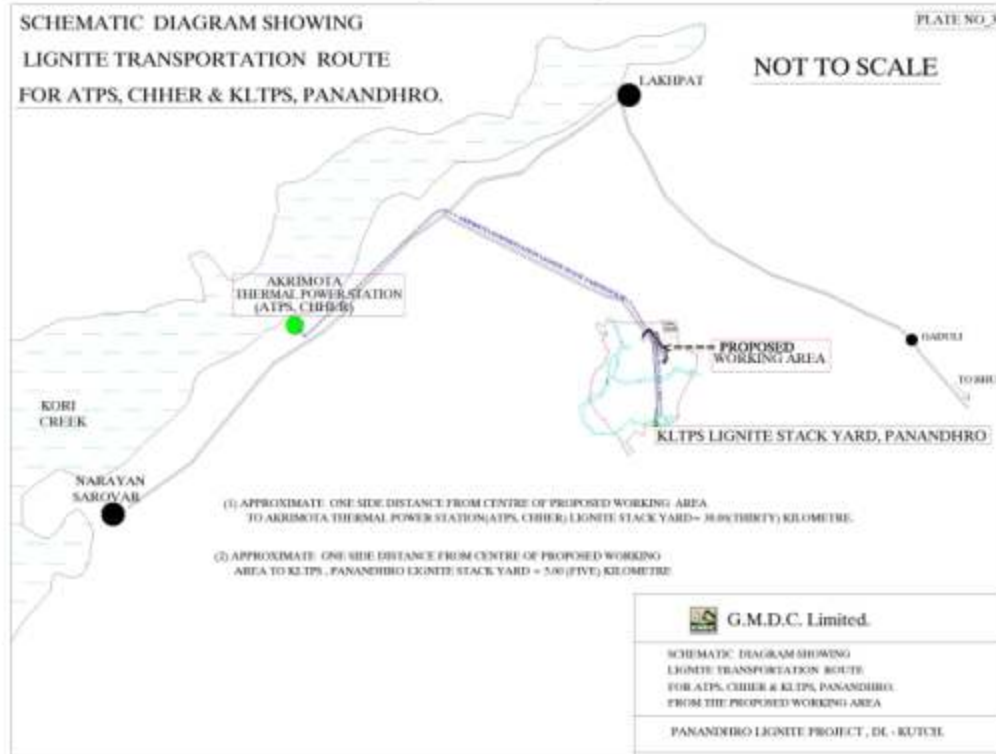 SCHEMATIC DIAGRAM SHOWING
LIGNITE TRANSPORTATION ROUTE
FOR ATPS, CHHER & KLTPS, PANANDHRO.
PLATE NO_3
NOT TO SCALE
LAKHPAT
AKRIMOTA
THERMAL POWER STATION
(ATPS, CHHER)
GADULI
PROPOSED
WORKING AREA
TO BHU
KORI
CREEK
KLTPS LIGNITE STACK YARD, PANANDHRO
NARAYAN
SAROVAR
(1) APPROXIMATE ONE SIDE DISTANCE FROM CENTRE OF PROPOSED WORKING AREA
TO AKRIMOTA THERMAL POWER STATION(ATPS, CHHER) LIGNITE STACK YARD= 30.00(THIRTY) KILOMETRE.
(2) APPROXIMATE ONE SIDE DISTANCE FROM CENTRE OF PROPOSED WORKING
AREA TO KLTPS , PANANDHRO LIGNITE STACK YARD = 5.00 (FIVE) KILOMETRE
G.M.D.C. Limited.
SCHEMATIC DIAGRAM SHOWING
LIGNITE TRANSPORTATION ROUTE
FOR ATPS, CHHER & KLTPS, PANANDHRO.
FROM THE PROPOSED WORKING AREA
PANANDHRO LIGNITE PROJECT , DI. - KUTCH.